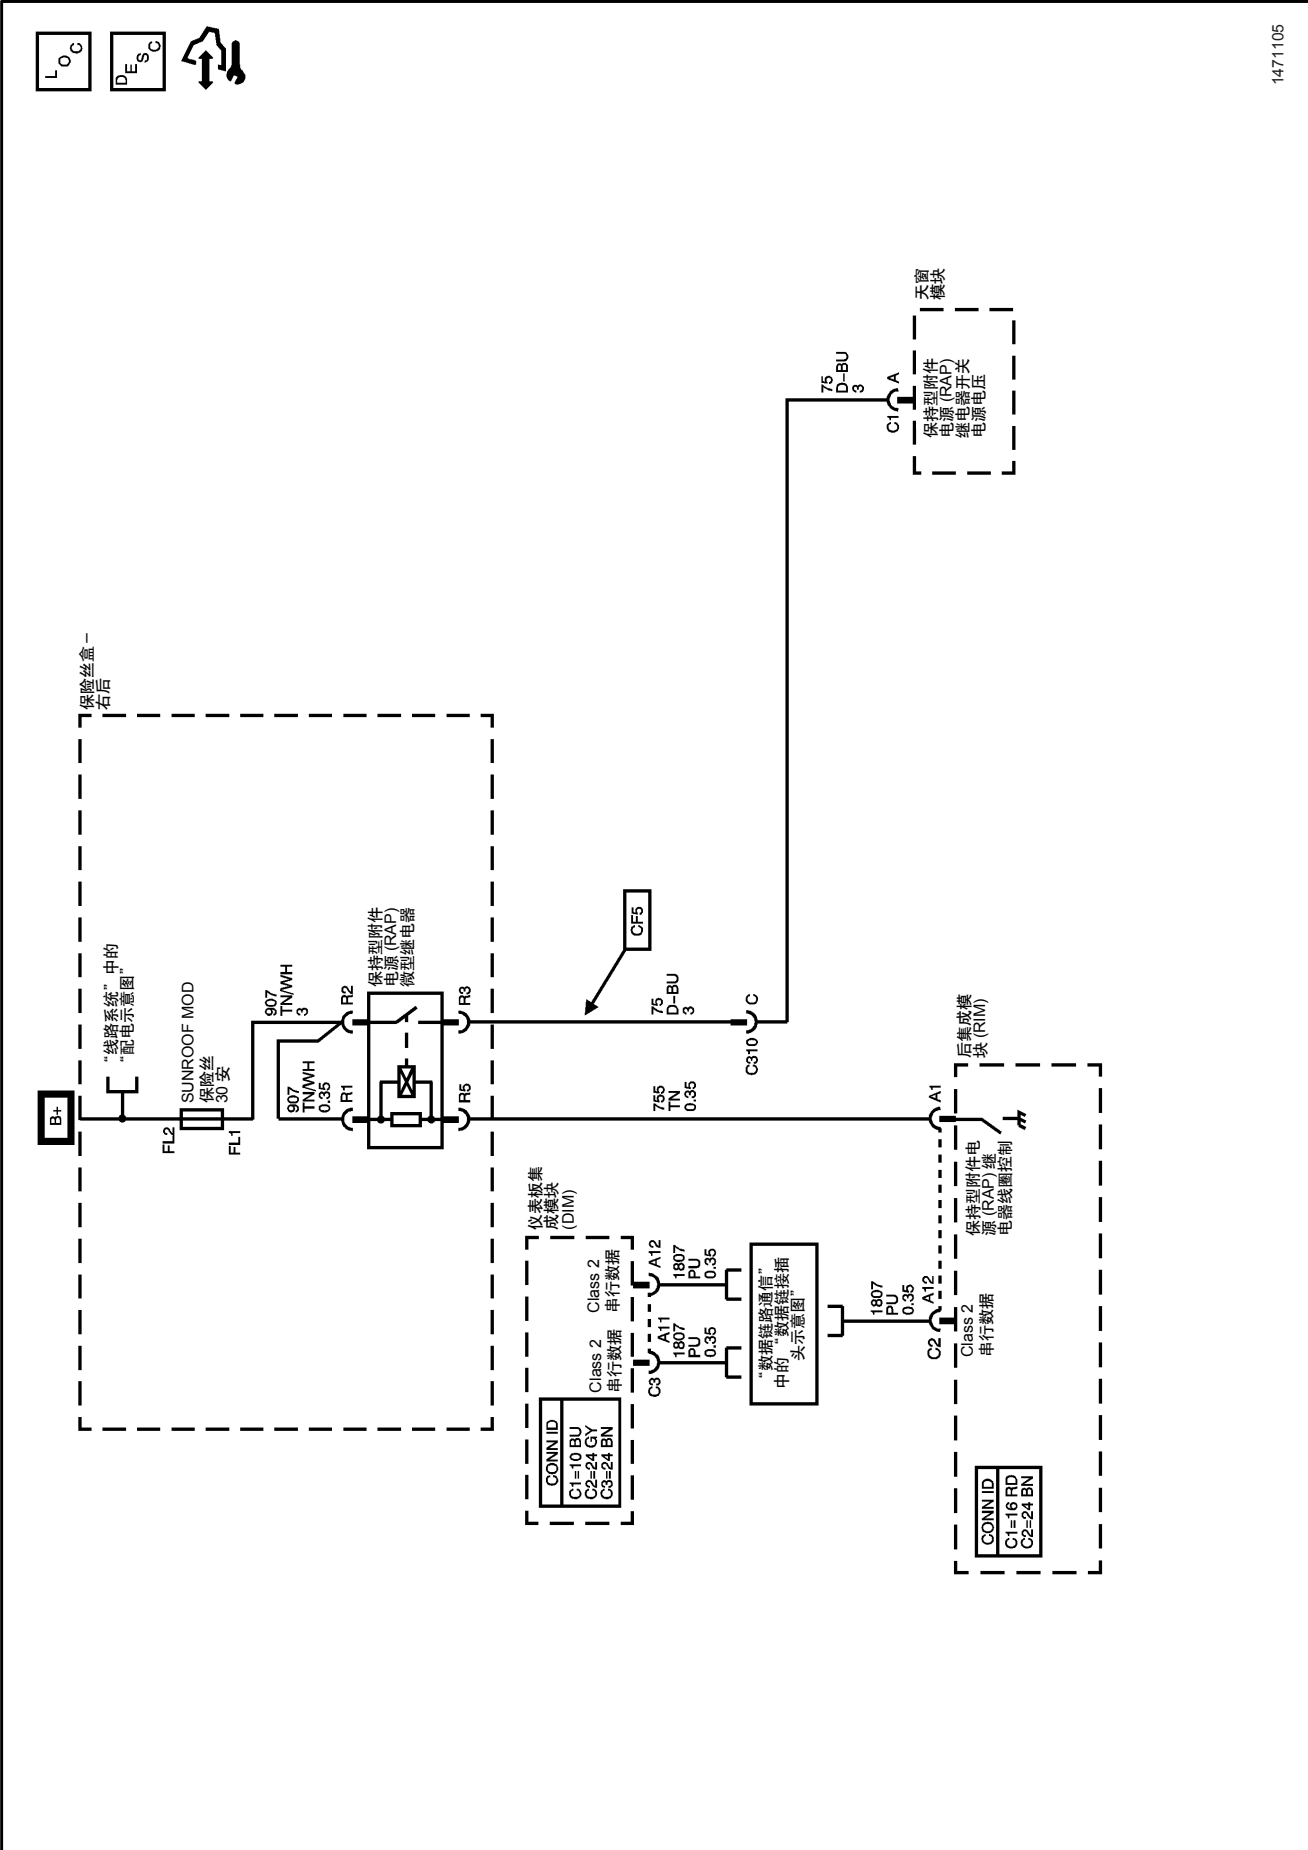 LOC
DESC
1471105
B+
“线路系统”中的
“配电示意图”
保险丝盒 –
右后
FL2
FL1
SUNROOF MOD
保险丝
30 安
907
TN/WH
3
907
TN/WH
0.35
R2
R1
保持型附件
电源 (RAP)
微型继电器
R3
R5
CF5
75
D–BU
3
C310
C
75
D–BU
3
C1
A
天窗
模块
保持型附件
电源 (RAP)
继电器开关
电源电压
755
TN
0.35
A1
后集成模
块 (RIM)
保持型附件电
源 (RAP) 继
电器线圈控制
仪表板集
成模块
(DIM)
Class 2
串行数据
Class 2
串行数据
CONN ID
C1=10 BU
C2=24 GY
C3=24 BN
C3
A11
A12
1807
PU
0.35
1807
PU
0.35
“数据链路通信”
中的 “数据链接插
头示意图”
1807
PU
0.35
C2
A12
Class 2
串行数据
CONN ID
C1=16 RD
C2=24 BN